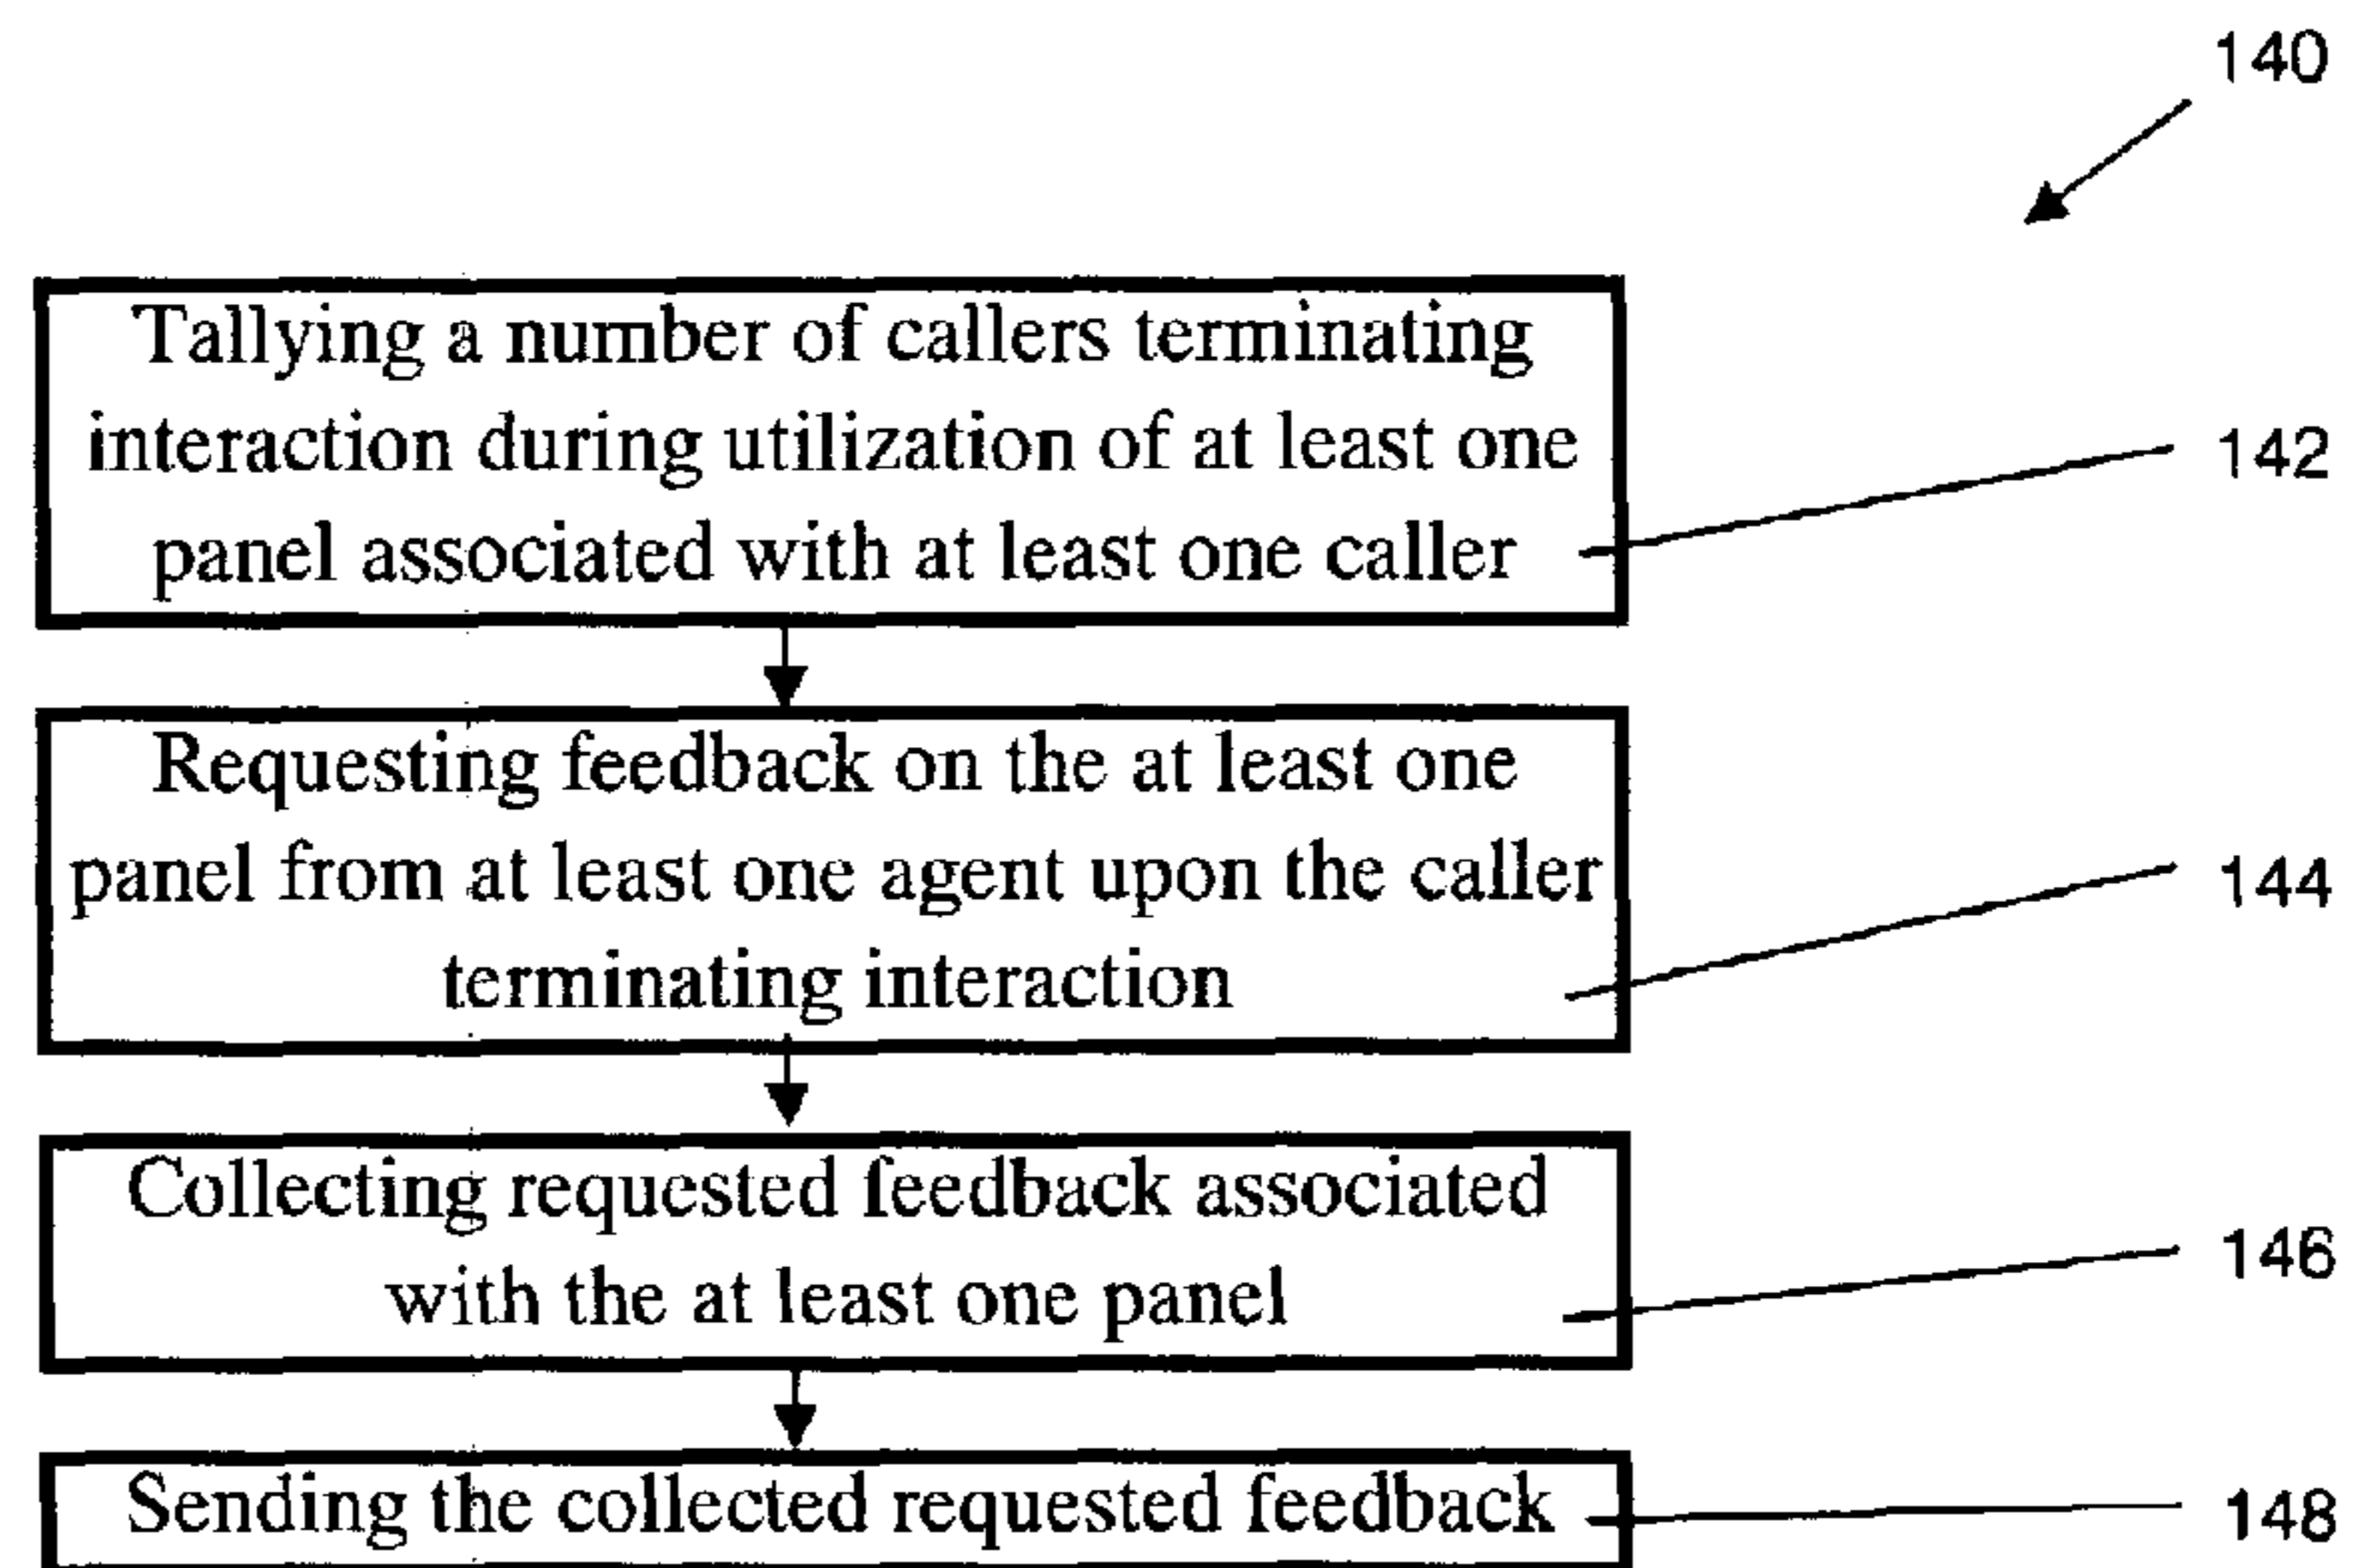 140
Tallying a number of callers terminating
interaction during utilization of at least one
panel associated with at least one caller
142
Requesting feedback on the at least one
panel from at least one agent upon the caller
terminating interaction
144
Collecting requested feedback associated
with the at least one panel
146
Sending the collected requested feedback
148